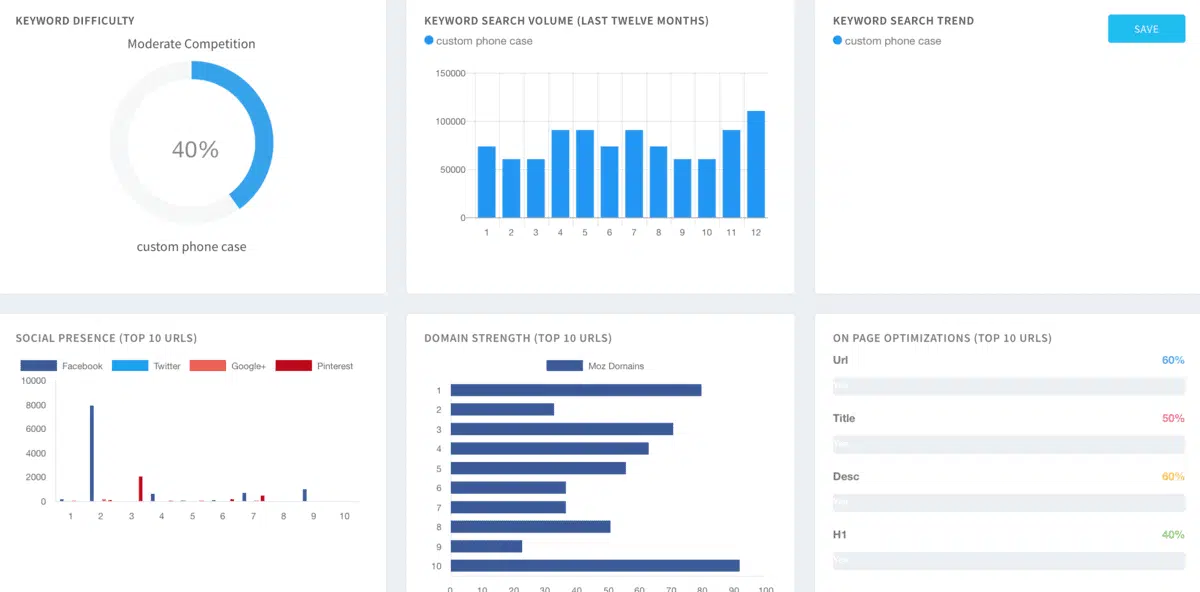 KEYWORD DIFFICULTY
Moderate Competition
40%
custom phone case
KEYWORD SEARCH VOLUME (LAST TWELVE MONTHS)
custom phone case
150000
100000
50000
0
1 2 3 4 5 6 7 8 9 10 11 12
KEYWORD SEARCH TREND
custom phone case
SAVE
SOCIAL PRESENCE (TOP 10 URLS)
Facebook Twitter Google+ Pinterest
10000
8000
6000
4000
2000
0
1 2 3 4 5 6 7 8 9 10
DOMAIN STRENGTH (TOP 10 URLS)
Moz Domains
1
2
3
4
5
6
7
8
9
10
0 10 20 30 40 50 60 70 80 90 100
ON PAGE OPTIMIZATIONS (TOP 10 URLS)
Url 60%
Title 50%
Desc 60%
H1 40%